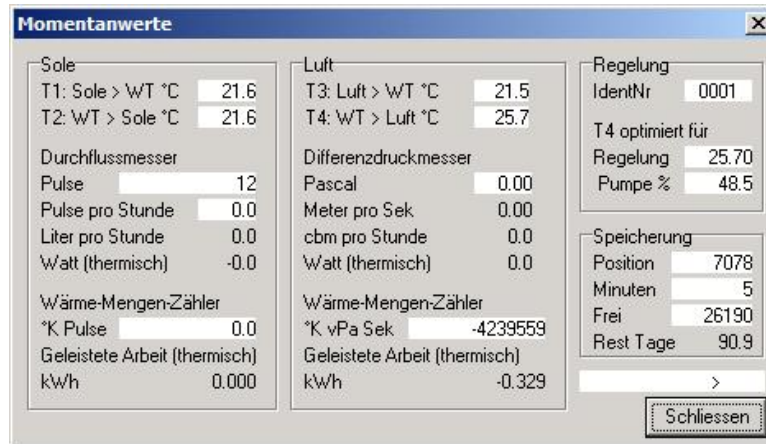 Momentanwerte
Sole
T1: Sole > WT °C 21.6
T2: WT > Sole °C 21.6
Durchflussmesser
Pulse 12
Pulse pro Stunde 0.0
Liter pro Stunde 0.0
Watt (thermisch) -0.0
Wärme-Mengen-Zähler
°K Pulse 0.0
Geleistete Arbeit (thermisch)
kWh 0.000
Luft
T3: Luft > WT °C 21.5
T4: WT > Luft °C 25.7
Differenzdruckmesser
Pascal 0.00
Meter pro Sek 0.00
cbm pro Stunde 0.0
Watt (thermisch) 0.0
Wärme-Mengen-Zähler
°K vPa Sek -4239559
Geleistete Arbeit (thermisch)
kWh -0.329
Regelung
IdentNr 0001
T4 optimiert für
Regelung 25.70
Pumpe % 48.5
Speicherung
Position 7078
Minuten 5
Frei 26190
Rest Tage 90.9
>
Schliessen